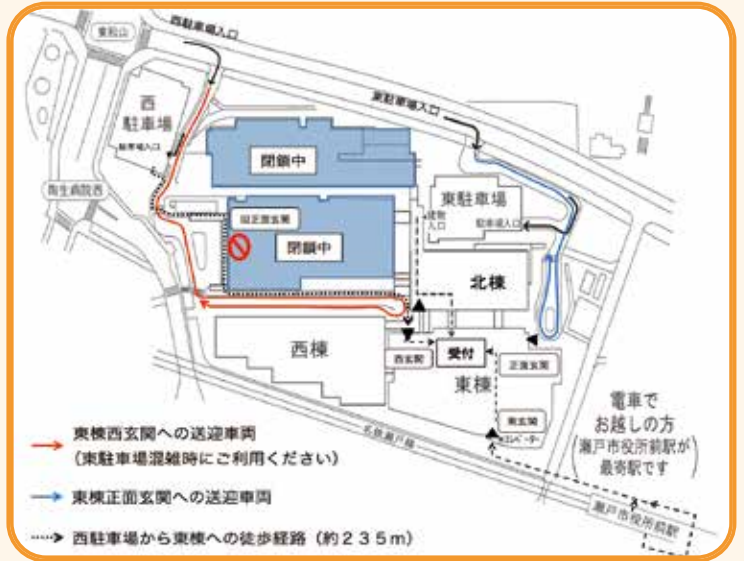 東松山
西駐車場入口
東駐車場入口
西
駐車場
駐車場入口
陶生病院西
閉鎖中
旧正面玄関
閉鎖中
東駐車場
建物
入口
駐車場入口
北棟
西棟
西玄関
受付
正面玄関
東棟
東玄関
エレベーター
名鉄瀬戸線
電車で
お越しの方
(瀬戸市役所前駅が
最寄駅です)
瀬戸市役所前駅
東棟西玄関への送迎車両
(東駐車場混雑時にご利用ください)
東棟正面玄関への送迎車両
西駐車場から東棟への徒歩経路(約235m)